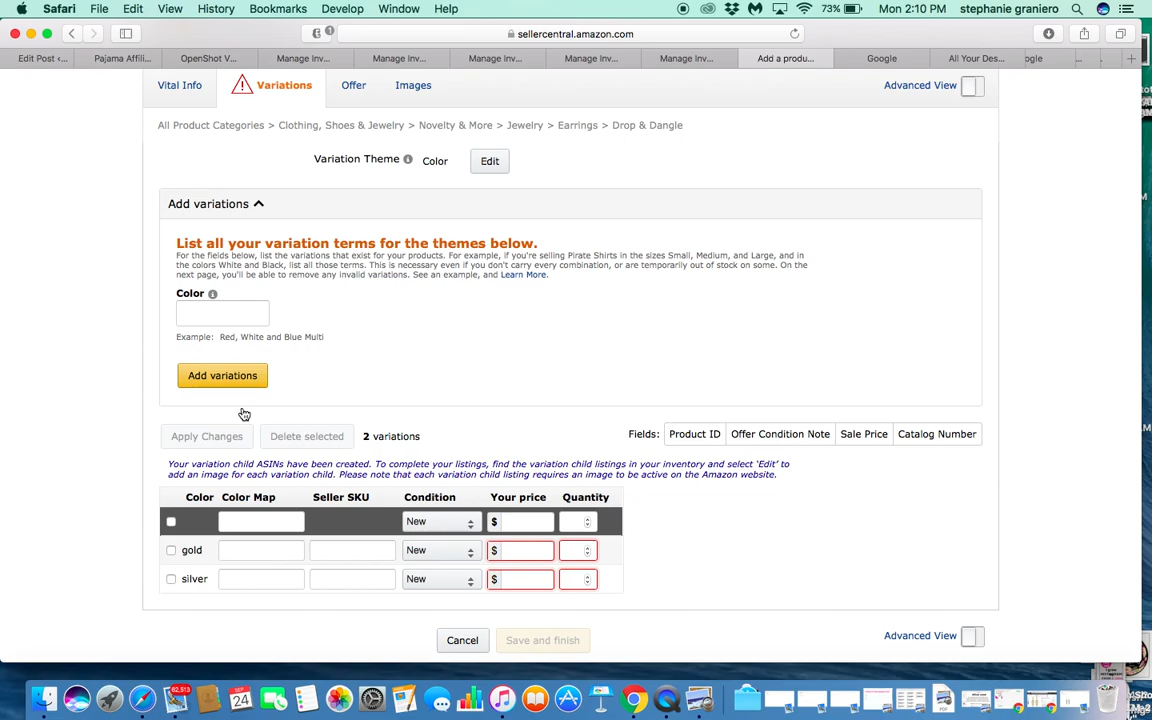 Safari File Edit View History Bookmarks Develop Window Help 73% Mon 2:10 PM stephanie graniero
sellercentral.amazon.com
Edit Post ‹... Pajama Affili... OpenShot V... Manage Inv... Manage Inv... Manage Inv... Manage Inv... Manage Inv... Add a produ... Google All Your Des... ogle ... ...
Vital Info Variations Offer Images Advanced View
All Product Categories > Clothing, Shoes & Jewelry > Novelty & More > Jewelry > Earrings > Drop & Dangle
Variation Theme Color Edit
Add variations
List all your variation terms for the themes below.
For the fields below, list the variations that exist for your products. For example, if you're selling Pirate Shirts in the sizes Small, Medium, and Large, and in
the colors White and Black, list all those terms. This is necessary even if you don't carry every combination, or are temporarily out of stock on some. On the
next page, you'll be able to remove any invalid variations. See an example, and Learn More.
Color
Example: Red, White and Blue Multi
Add variations
Apply Changes Delete selected 2 variations Fields: Product ID Offer Condition Note Sale Price Catalog Number
Your variation child ASINs have been created. To complete your listings, find the variation child listings in your inventory and select 'Edit' to
add an image for each variation child. Please note that each variation child listing requires an image to be active on the Amazon website.
Color Color Map Seller SKU Condition Your price Quantity
New $
gold New $
silver New $
Cancel Save and finish Advanced View
62,513
SEP
24